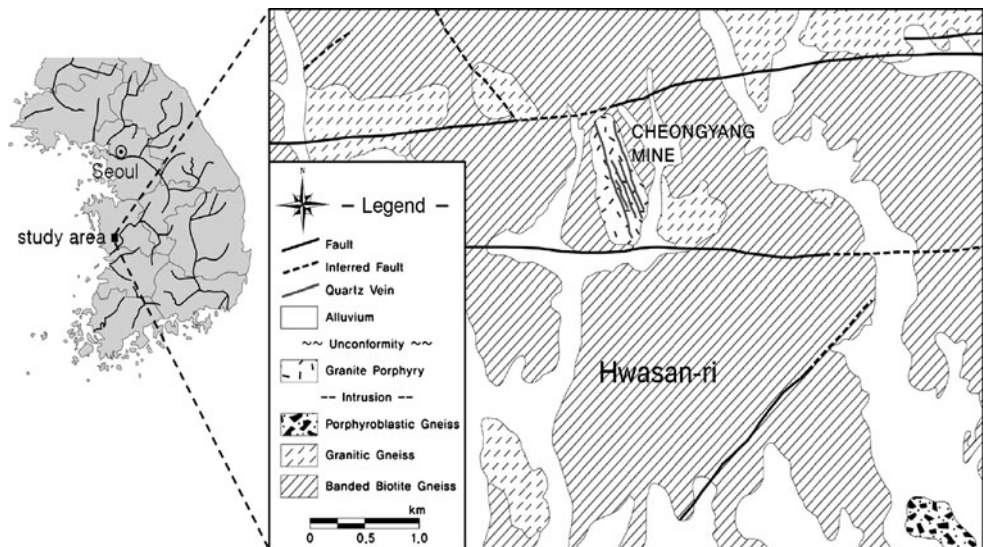 Seoul
study area
CHEONGYANG
MINE
Hwasan-ri
N
— Legend —
Fault
Inferred Fault
Quartz Vein
Alluvium
~~ Unconformity ~~
Granite Porphyry
-- Intrusion --
Porphyroblastic Gneiss
Granitic Gneiss
Banded Biotite Gneiss
km
0 0.5 1.0